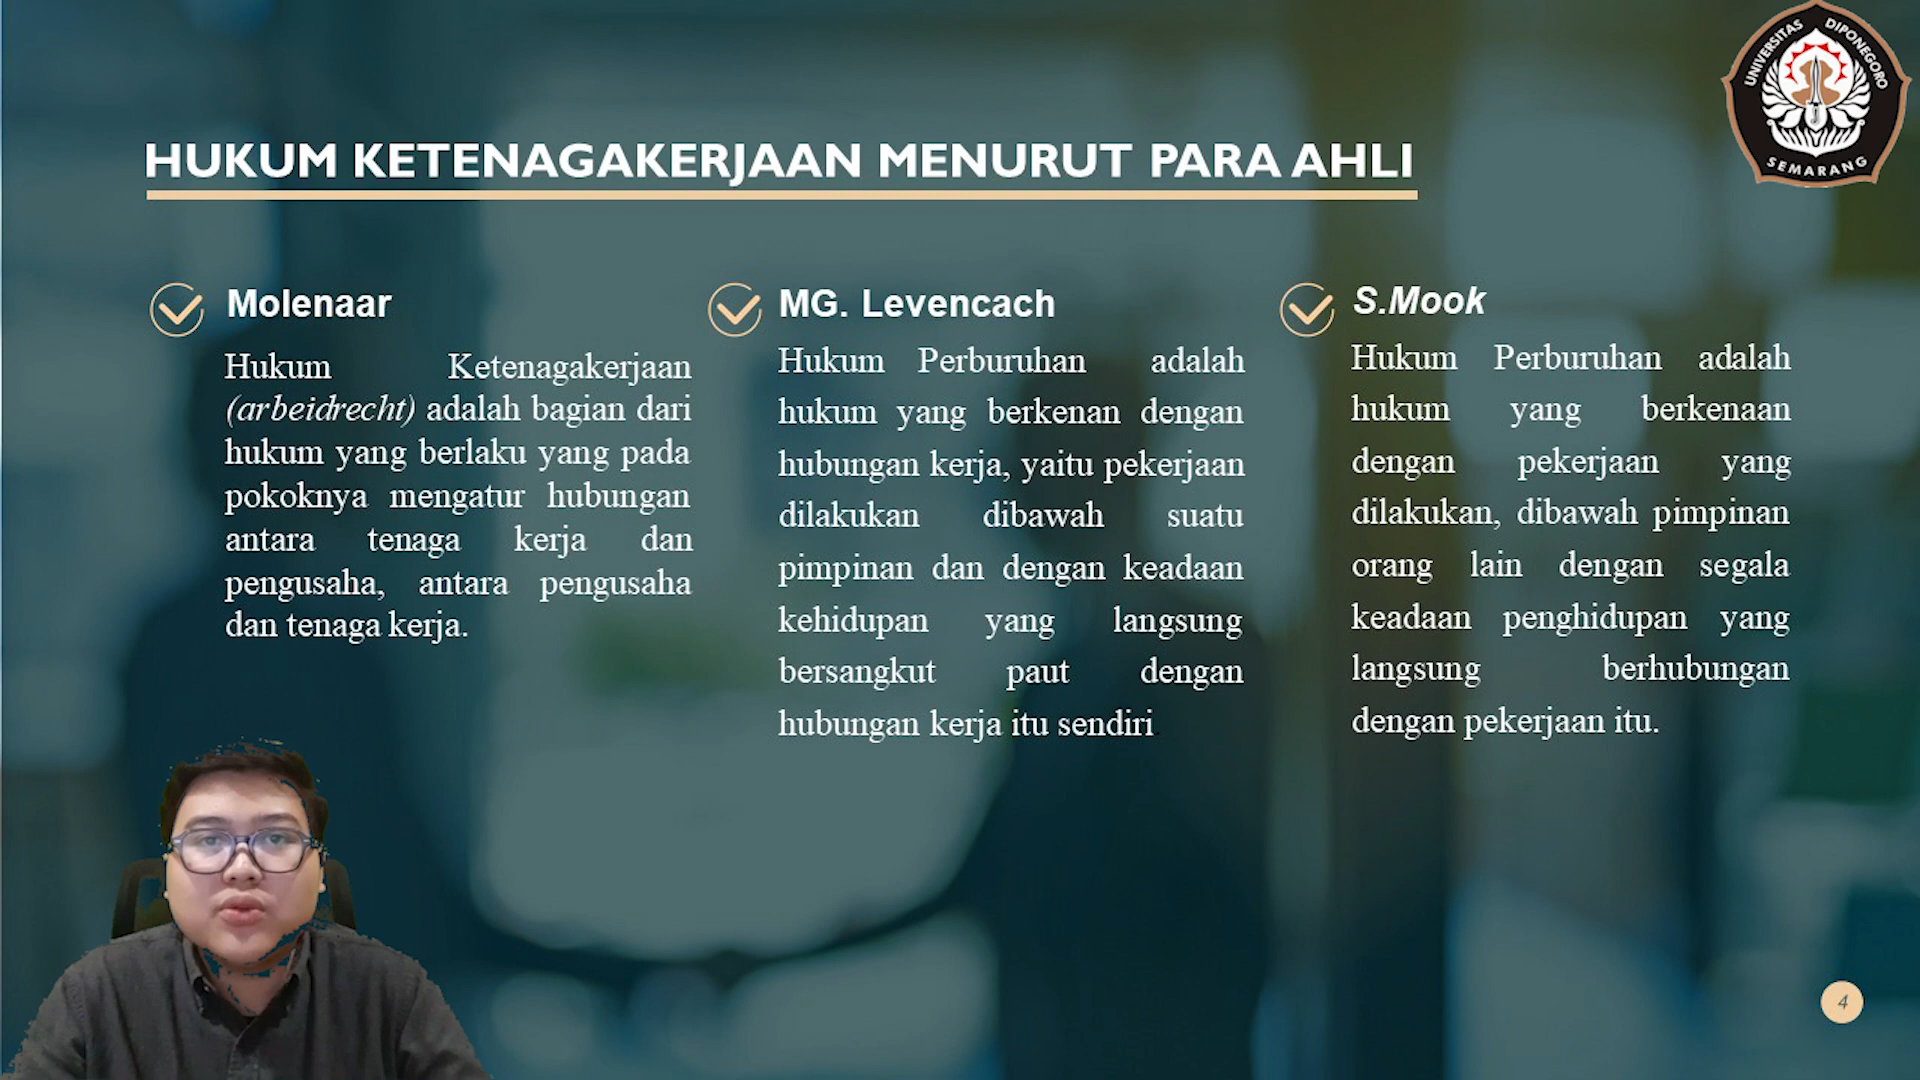 UNIVERSITAS DIPONEGORO
SEMARANG
HUKUM KETENAGAKERJAAN MENURUT PARA AHLI
Molenaar
Hukum Ketenagakerjaan
(arbeidrecht) adalah bagian dari
hukum yang berlaku yang pada
pokoknya mengatur hubungan
antara tenaga kerja dan
pengusaha, antara pengusaha
dan tenaga kerja.
MG. Levencach
Hukum Perburuhan adalah
hukum yang berkenan dengan
hubungan kerja, yaitu pekerjaan
dilakukan dibawah suatu
pimpinan dan dengan keadaan
kehidupan yang langsung
bersangkut paut dengan
hubungan kerja itu sendiri
S.Mook
Hukum Perburuhan adalah
hukum yang berkenaan
dengan pekerjaan yang
dilakukan, dibawah pimpinan
orang lain dengan segala
keadaan penghidupan yang
langsung berhubungan
dengan pekerjaan itu.
4